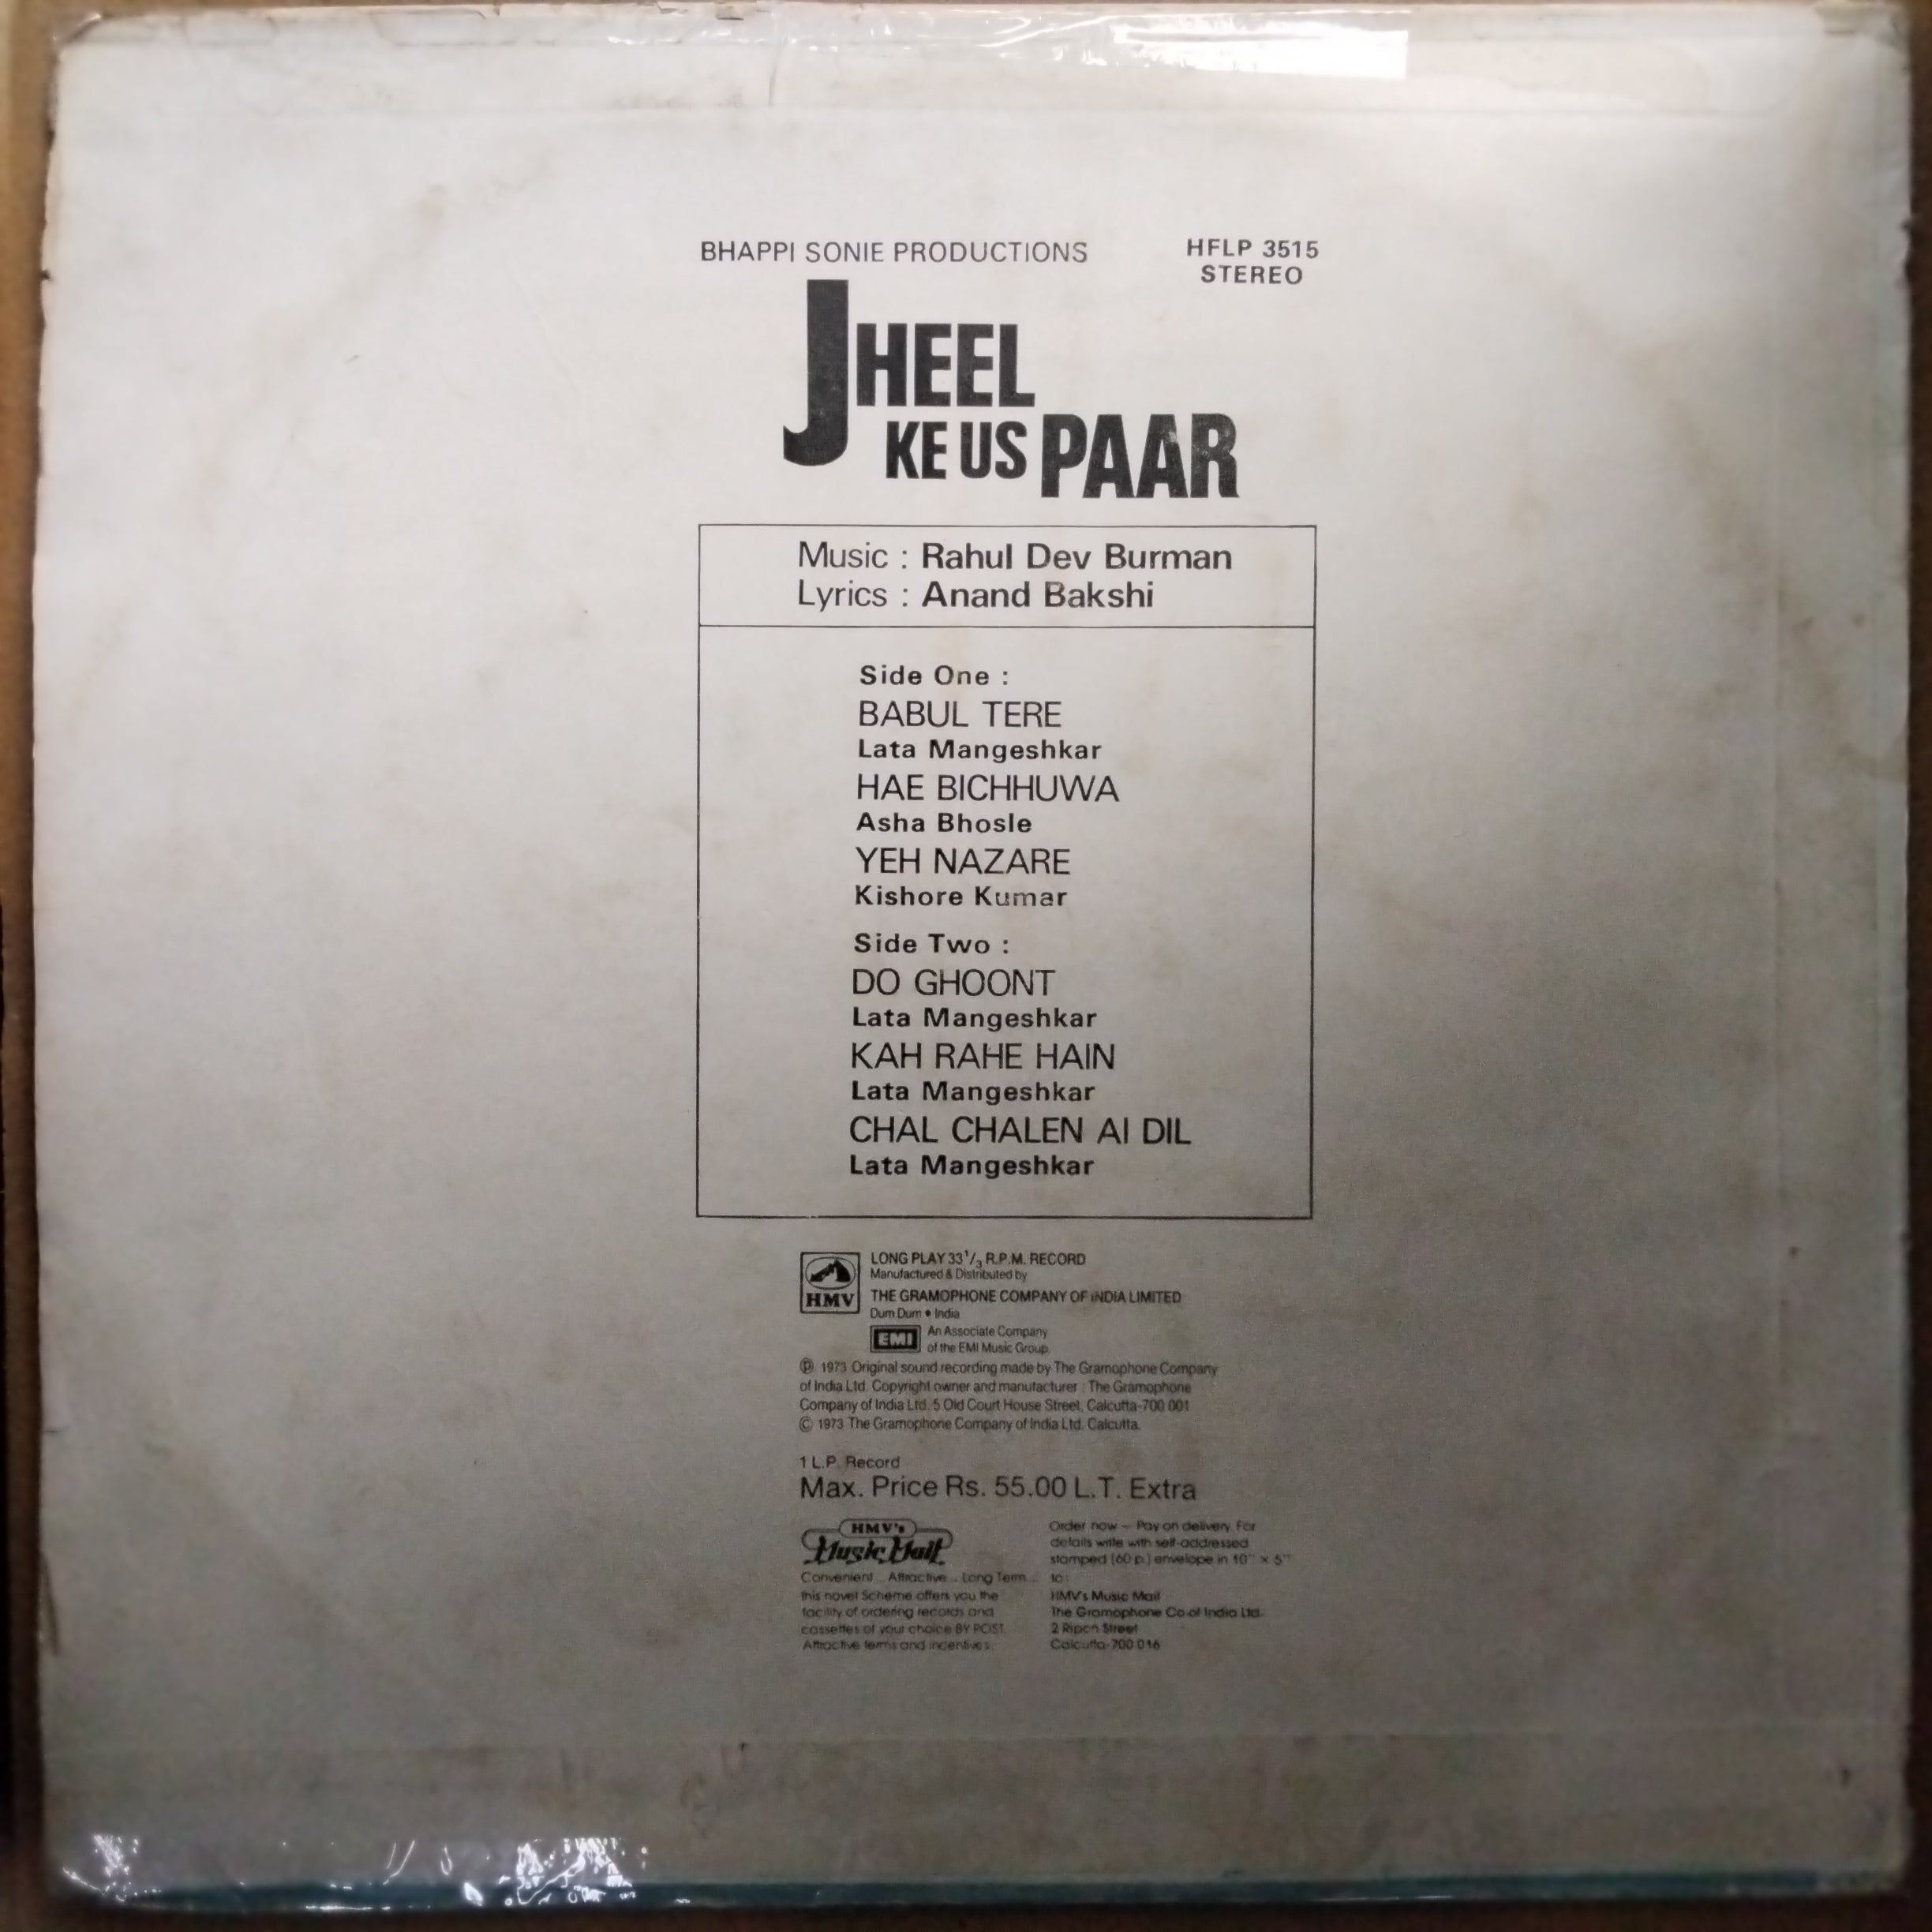 BHAPPI SONIE PRODUCTIONS
HFLP 3515
STEREO
JHEEL
KE US PAAR
Music : Rahul Dev Burman
Lyrics : Anand Bakshi
Side One :
BABUL TERE
Lata Mangeshkar
HAE BICHHUWA
Asha Bhosle
YEH NAZARE
Kishore Kumar
Side Two :
DO GHOONT
Lata Mangeshkar
KAH RAHE HAIN
Lata Mangeshkar
CHAL CHALEN AI DIL
Lata Mangeshkar
HMV
LONG PLAY 33 1/3 R.P.M. RECORD
Manufactured & Distributed by
THE GRAMOPHONE COMPANY OF INDIA LIMITED
Dum Dum • India
EMI
An Associate Company
of the EMI Music Group.
℗ 1973 Original sound recording made by The Gramophone Company
of India Ltd. Copyright owner and manufacturer : The Gramophone
Company of India Ltd. 5 Old Court House Street, Calcutta-700 001
© 1973 The Gramophone Company of India Ltd. Calcutta.
1 L.P. Record
Max. Price Rs. 55.00 L.T. Extra
HMV's
Music Mail
Convenient... Attractive... Long Term...
this novel Scheme offers you the
facility of ordering records and
cassettes of your choice BY POST.
Attractive terms and incentives.
Order now – Pay on delivery. For
details write with self-addressed
stamped (60 p.) envelope in 10" × 5"
to:
HMV's Music Mail
The Gramophone Co of India Ltd.
2 Ripon Street
Calcutta-700 016